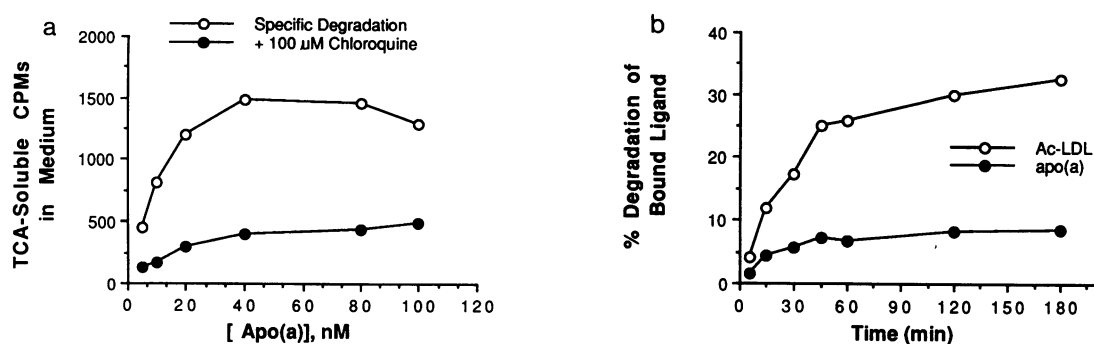 a
Specific Degradation
+ 100 µM Chloroquine
TCA-Soluble CPMs
in Medium
2000
1500
1000
500
0
0 20 40 60 80 100 120
[ Apo(a)], nM
b
% Degradation of
Bound Ligand
40
30
20
10
0
Ac-LDL
apo(a)
0 30 60 90 120 150 180
Time (min)